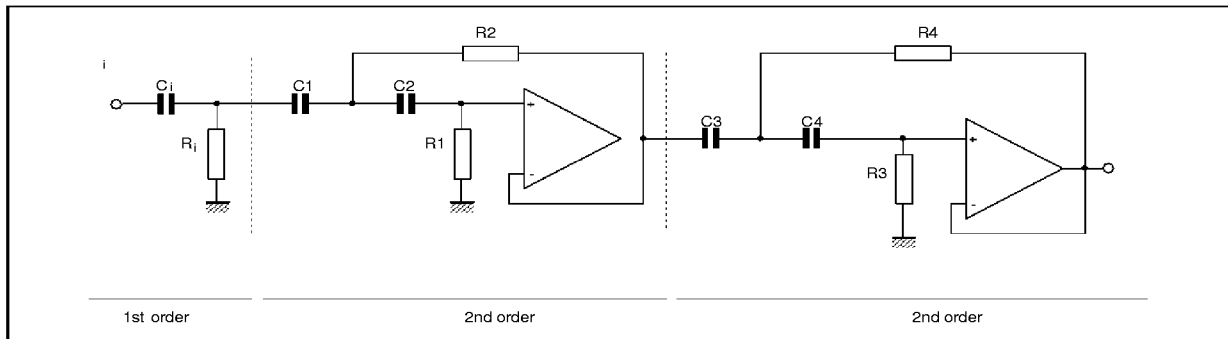 R2
R4
i
Ci
C1
C2
C3
C4
Ri
R1
R3
+
-
+
-
1st order
2nd order
2nd order